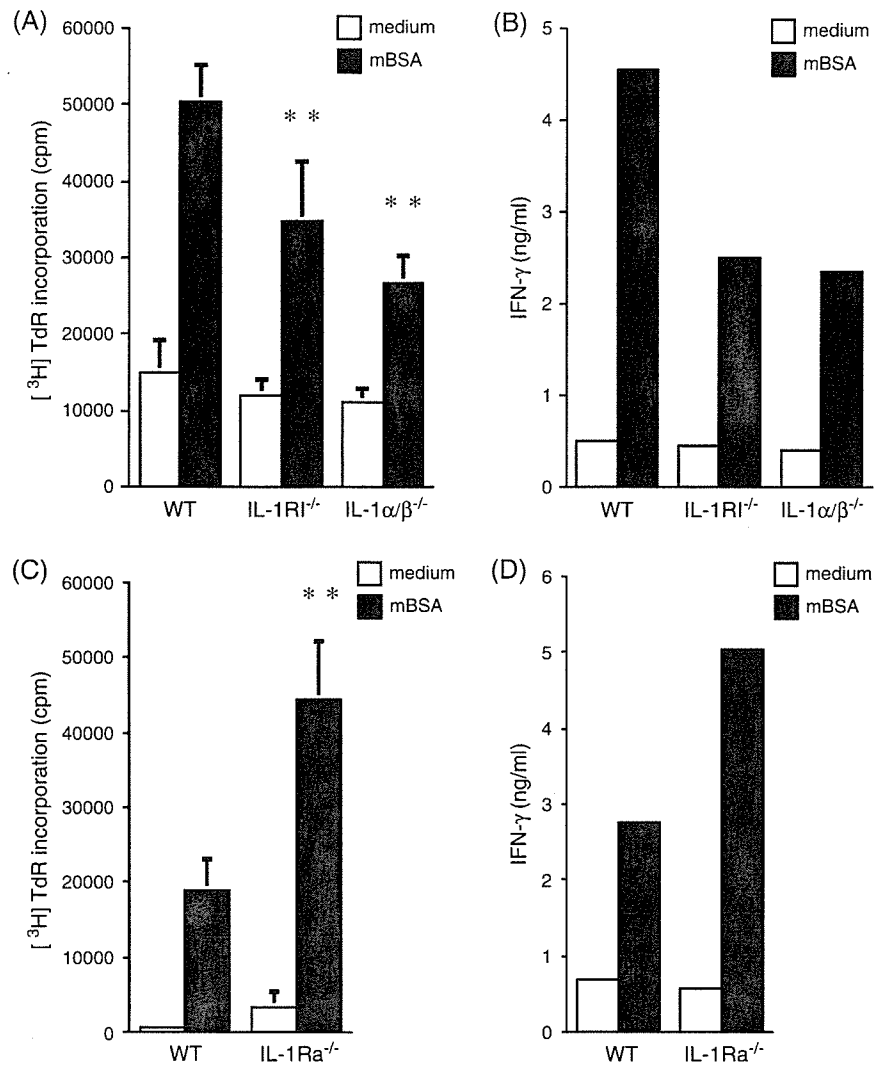 (A)
medium
mBSA
60000
50000
40000
30000
20000
10000
0
[ ³H] TdR incorporation (cpm)
* *
* *
WT
IL-1RI-/-
IL-1α/β-/-
(B)
medium
mBSA
5
4
3
2
1
0
IFN-γ (ng/ml)
WT
IL-1RI-/-
IL-1α/β-/-
(C)
medium
mBSA
60000
50000
40000
30000
20000
10000
0
[ ³H] TdR incorporation (cpm)
* *
WT
IL-1Ra-/-
(D)
medium
mBSA
6
5
4
3
2
1
0
IFN-γ (ng/ml)
WT
IL-1Ra-/-